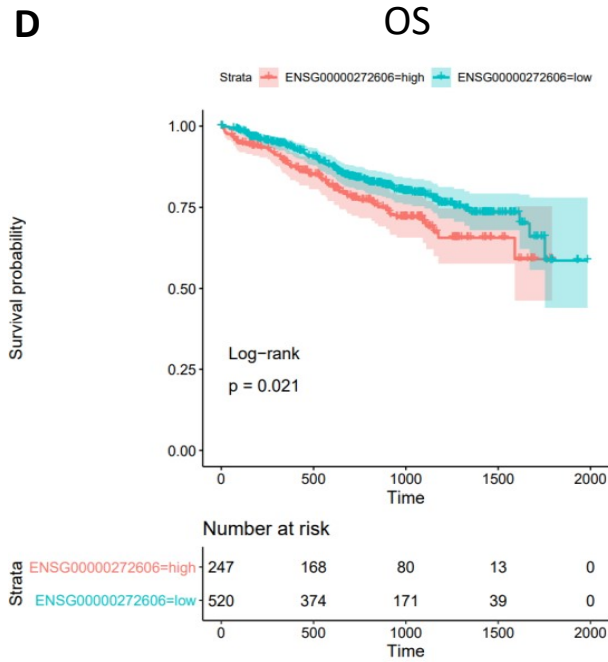 D
OS
Strata ENSG00000272606=high ENSG00000272606=low
Survival probability
1.00
0.75
0.50
0.25
0.00
Log−rank
p = 0.021
0 500 1000 1500 2000
Time
Number at risk
Strata
ENSG00000272606=high 247 168 80 13 0
ENSG00000272606=low 520 374 171 39 0
0 500 1000 1500 2000
Time